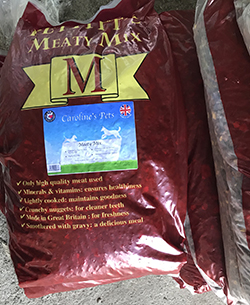 MEATY MIX
M
Caroline's Pets
Meaty Mix
✓ Only high quality meat used
✓ Minerals & vitamins: ensures healthiness
✓ Lightly cooked: maintains goodness
✓ Crunchy nuggets: for cleaner teeth
✓ Made in Great Britain: for freshness
✓ Smothered with gravy: a delicious meal